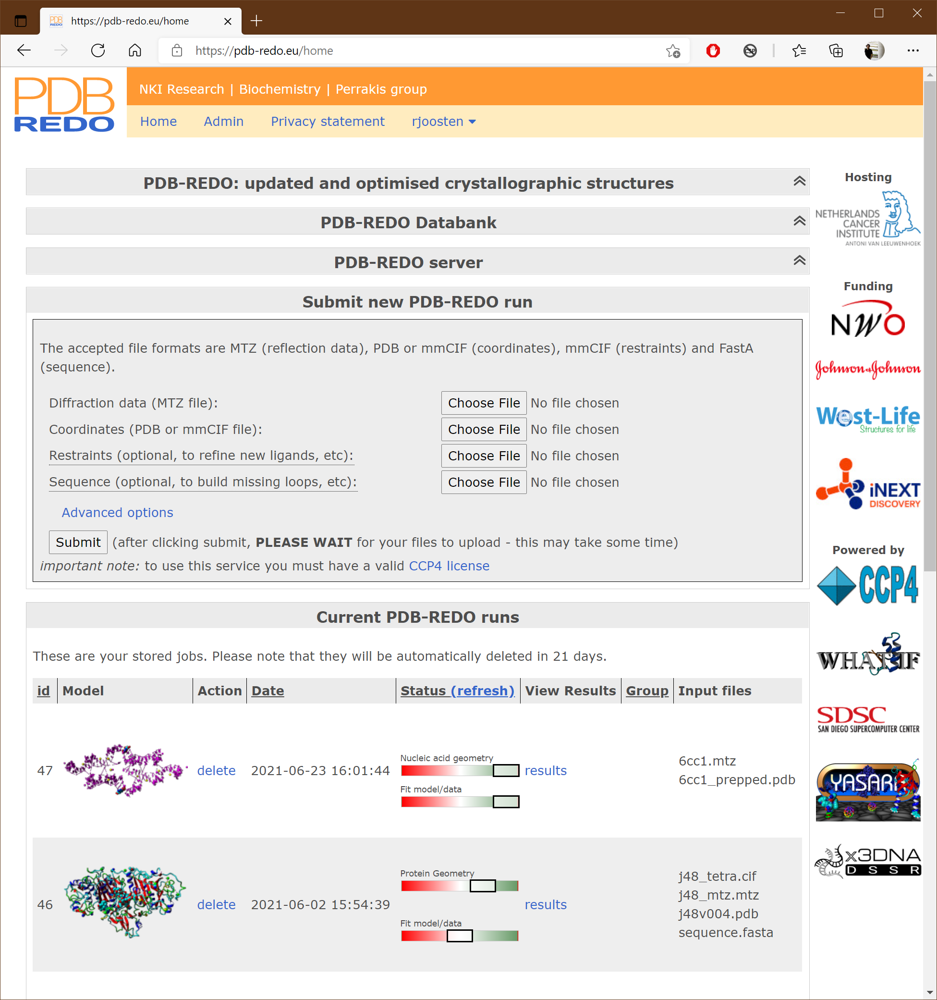 https://pdb-redo.eu/home
https://pdb-redo.eu/home
CSP
PDB
REDO
NKI Research | Biochemistry | Perrakis group
Home Admin Privacy statement rjoosten
PDB-REDO: updated and optimised crystallographic structures
PDB-REDO Databank
PDB-REDO server
Submit new PDB-REDO run
The accepted file formats are MTZ (reflection data), PDB or mmCIF (coordinates), mmCIF (restraints) and FastA
(sequence).
Diffraction data (MTZ file): Choose File No file chosen
Coordinates (PDB or mmCIF file): Choose File No file chosen
Restraints (optional, to refine new ligands, etc): Choose File No file chosen
Sequence (optional, to build missing loops, etc): Choose File No file chosen
Advanced options
Submit (after clicking submit, PLEASE WAIT for your files to upload - this may take some time)
important note: to use this service you must have a valid CCP4 license
Current PDB-REDO runs
These are your stored jobs. Please note that they will be automatically deleted in 21 days.
id Model Action Date Status (refresh) View Results Group Input files
47 delete 2021-06-23 16:01:44 results
Nucleic acid geometry
Fit model/data
6cc1.mtz
6cc1_prepped.pdb
46 delete 2021-06-02 15:54:39 results
Protein Geometry
Fit model/data
j48_tetra.cif
j48_mtz.mtz
j48v004.pdb
sequence.fasta
Hosting
NETHERLANDS
CANCER
INSTITUTE
ANTONI VAN LEEUWENHOEK
Funding
NWO
Johnson&Johnson
West-Life
Structures for life
iNEXT
DISCOVERY
Powered by
CCP4
WHAT IF
SDSC
SAN DIEGO SUPERCOMPUTER CENTER
YASARA
x3DNA
DSSR